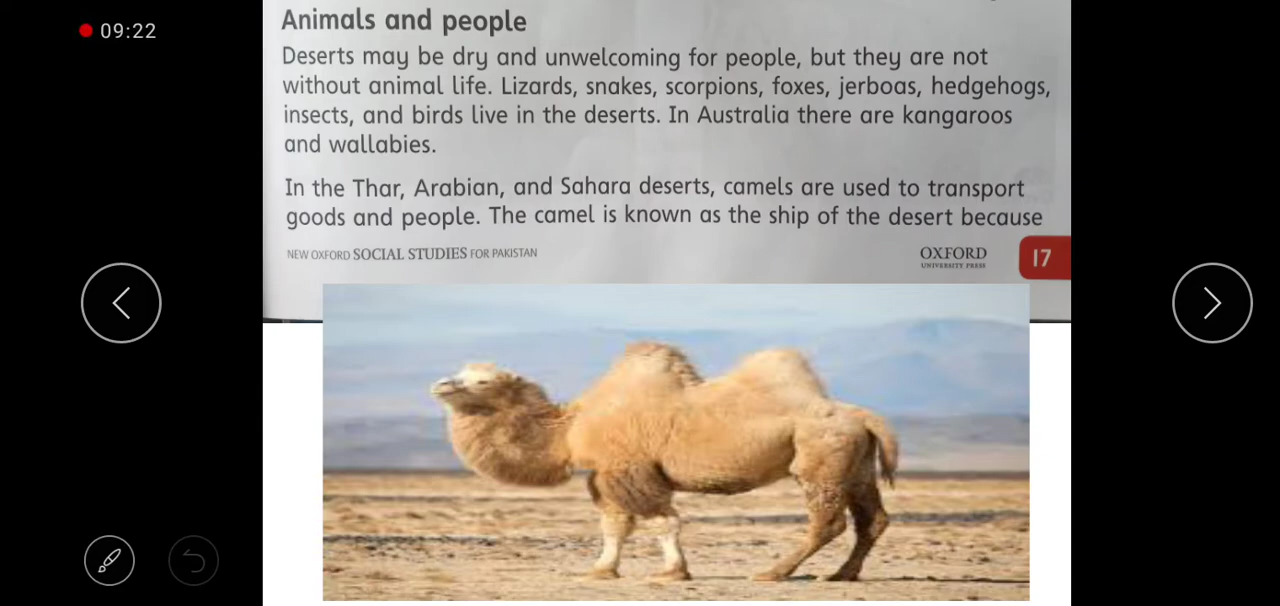 09:22
Animals and people
Deserts may be dry and unwelcoming for people, but they are not
without animal life. Lizards, snakes, scorpions, foxes, jerboas, hedgehogs,
insects, and birds live in the deserts. In Australia there are kangaroos
and wallabies.
In the Thar, Arabian, and Sahara deserts, camels are used to transport
goods and people. The camel is known as the ship of the desert because
NEW OXFORD SOCIAL STUDIES FOR PAKISTAN
OXFORD
UNIVERSITY PRESS
17